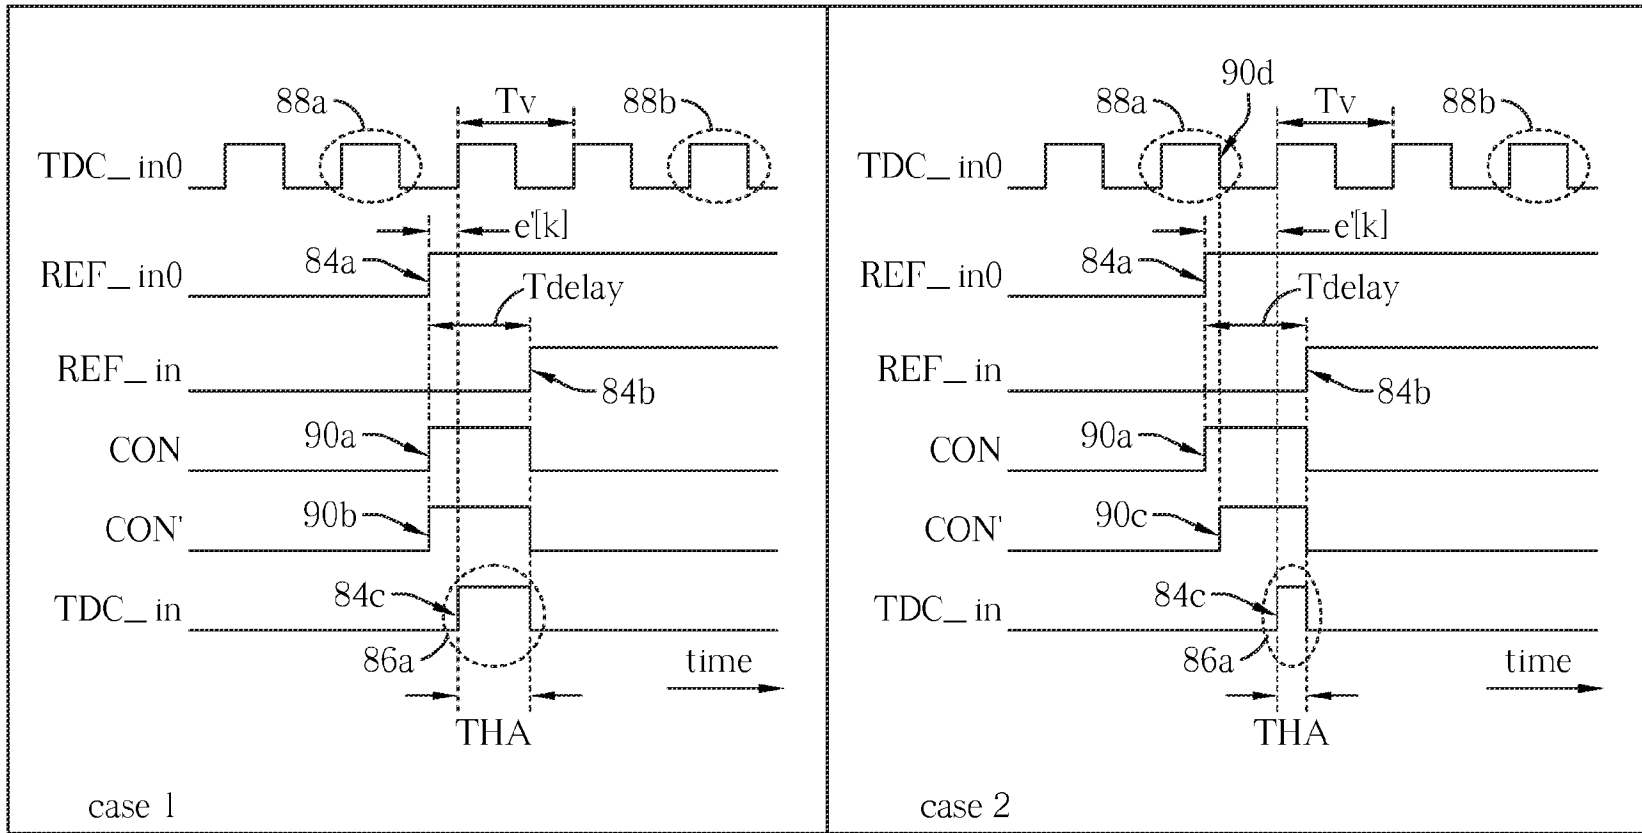 88a
Tv
88b
TDC_in0
e'[k]
84a
REF_in0
Tdelay
REF_in
84b
90a
CON
90b
CON'
84c
TDC_in
86a
time
THA
case 1
90d
88a
Tv
88b
TDC_in0
e'[k]
84a
REF_in0
Tdelay
REF_in
84b
90a
CON
90c
CON'
84c
TDC_in
86a
time
THA
case 2